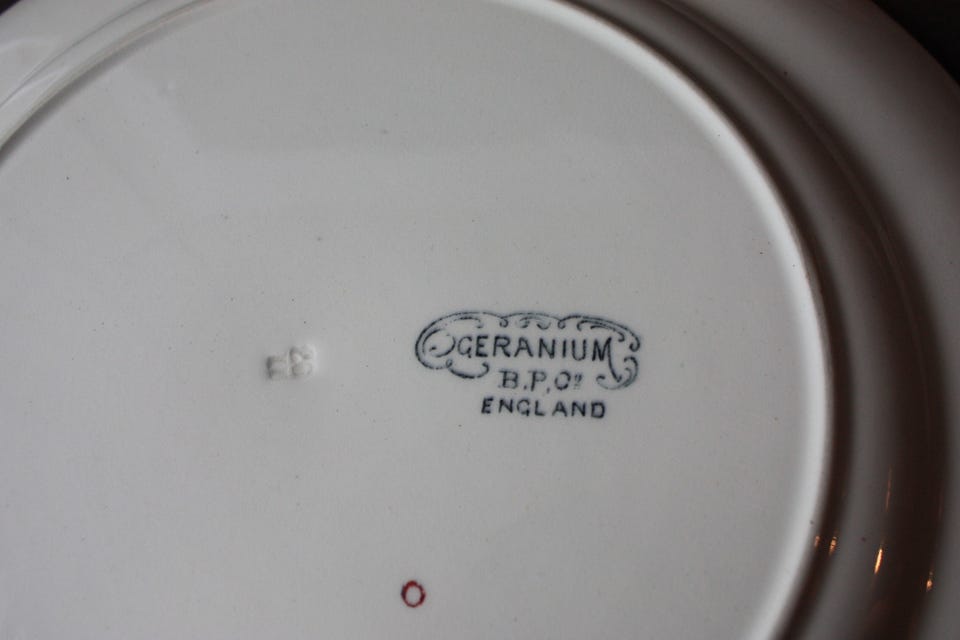 GERANIUM
B.P.Co
ENGLAND
O